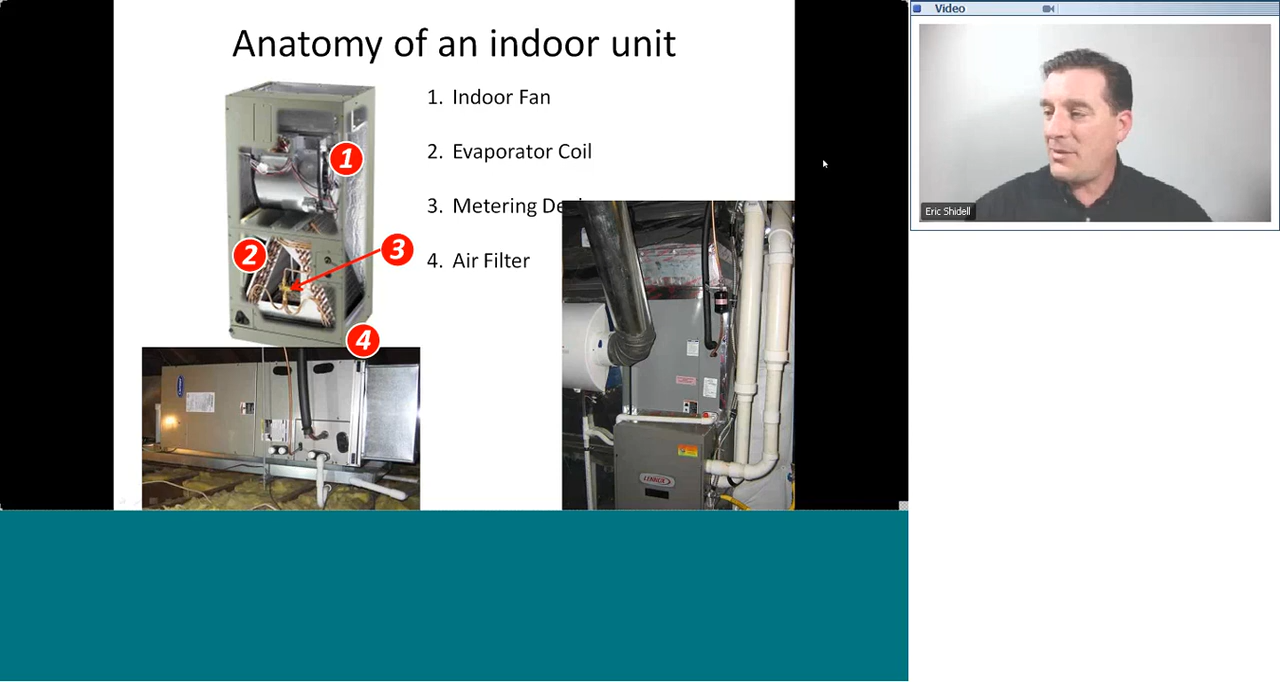 Anatomy of an indoor unit
1. Indoor Fan
2. Evaporator Coil
3. Metering
4. Air Filter
1
2
3
4
LENNOX
Video
Eric Shidell